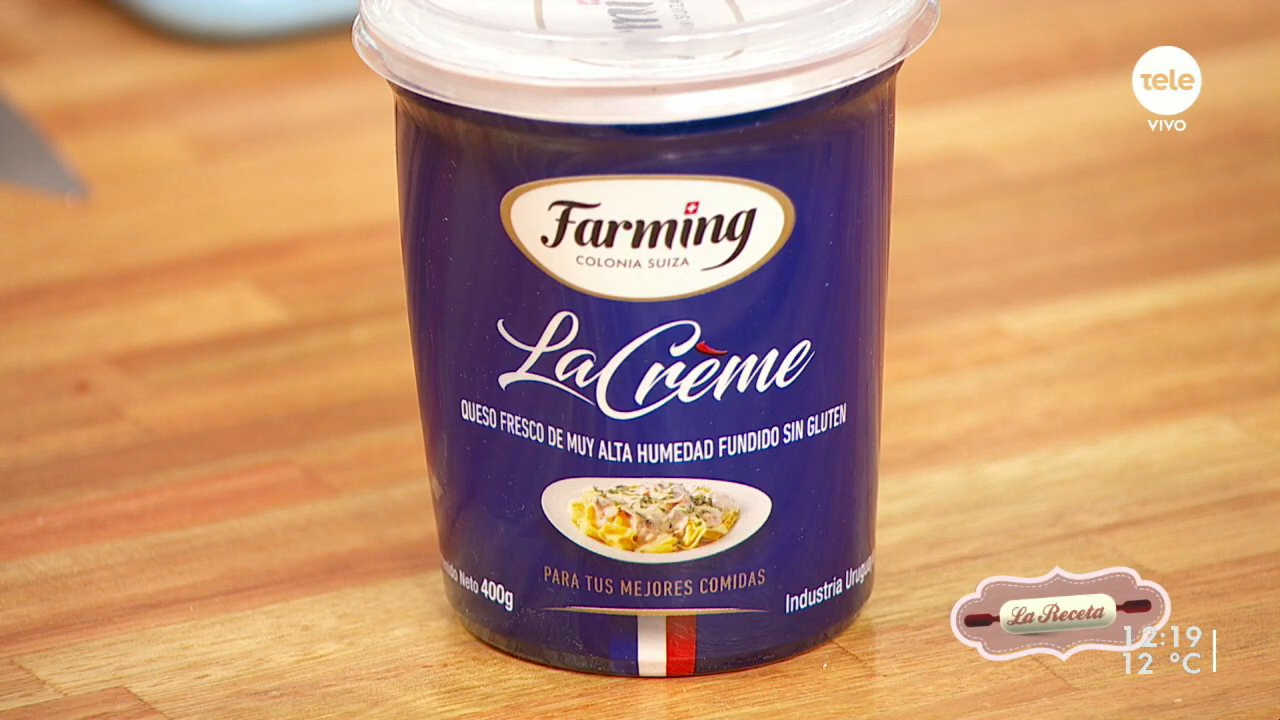 tele
VIVO
Farming
COLONIA SUIZA
La Crème
QUESO FRESCO DE MUY ALTA HUMEDAD FUNDIDO SIN GLUTEN
PARA TUS MEJORES COMIDAS
Neto 400g
Industria
La Receta
12:19
12 °C